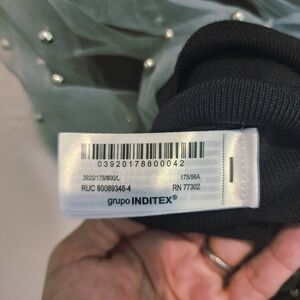 03920178800042
3920/178/800/L 175/96A
RUC 80089348-4 RN 77302
grupo INDITEX®